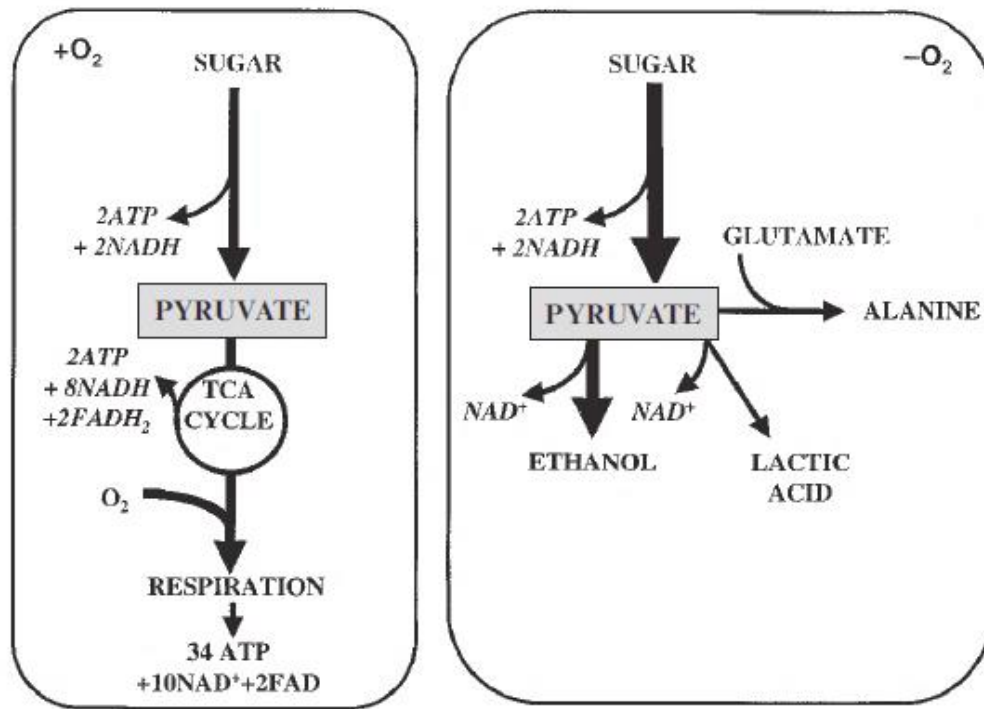 +O₂
SUGAR
2ATP
+ 2NADH
PYRUVATE
2ATP
+ 8NADH
+2FADH₂
TCA
CYCLE
O₂
RESPIRATION
34 ATP
+10NAD⁺+2FAD
−O₂
SUGAR
2ATP
+ 2NADH
GLUTAMATE
PYRUVATE
ALANINE
NAD⁺
NAD⁺
ETHANOL
LACTIC
ACID